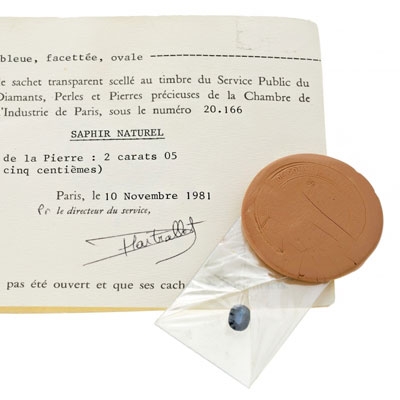 bleue, facettée, ovale --------------------
e sachet transparent scellé au timbre du Service Public du
Diamants, Perles et Pierres précieuses de la Chambre de
'Industrie de Paris, sous le numéro 20.166
SAPHIR NATUREL
de la Pierre : 2 carats 05
cinq centièmes)
Paris, le 10 Novembre 1981
Pr le directeur du service,
pas été ouvert et que ses cach